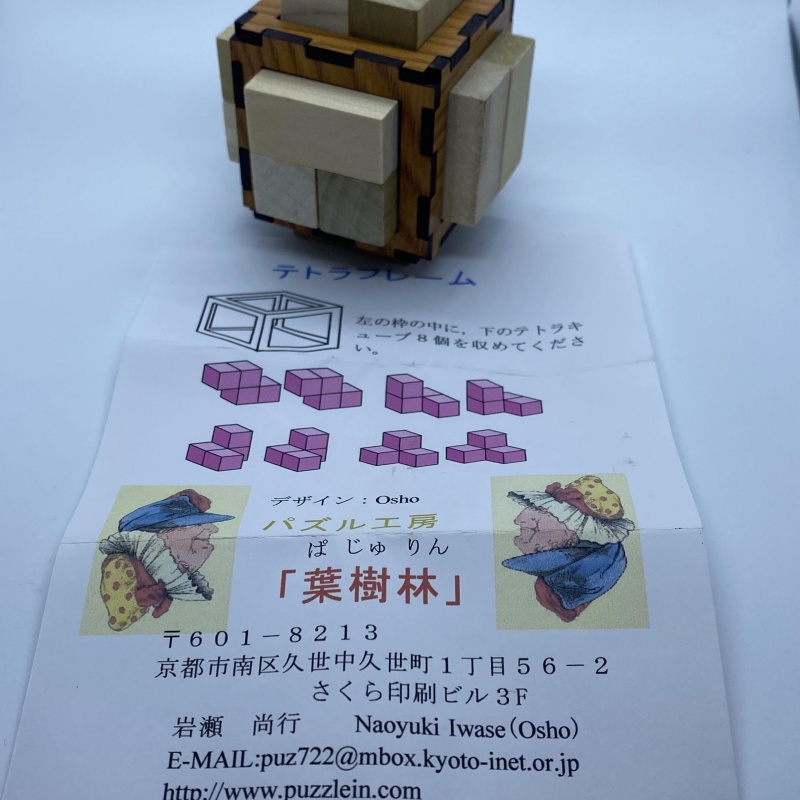 テトラフレーム
左の枠の中に，下のテトラキ
ューブ８個を収めてくださ
い。
デザイン：Osho
パズル工房
ぱ じゅ りん
「葉樹林」
〒６０１－８２１３
京都市南区久世中久世町１丁目５６－２
さくら印刷ビル３F
岩瀬　尚行　　Naoyuki Iwase（Osho）
E-MAIL:puz722@mbox.kyoto-inet.or.jp
http://www.puzzlein.com